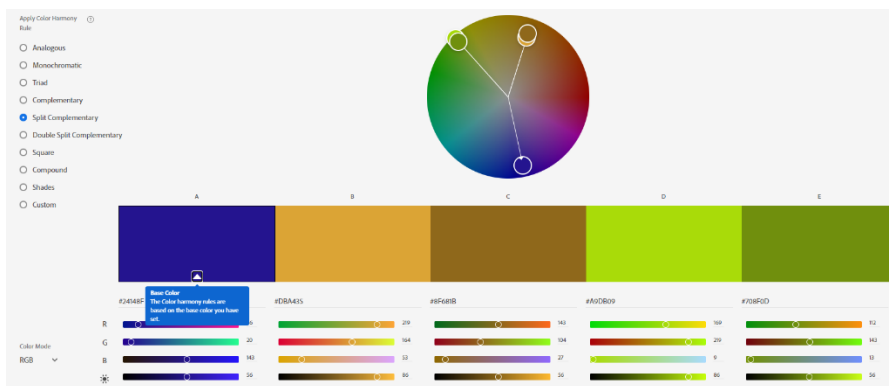 Apply Color Harmony
Rule
Analogous
Monochromatic
Triad
Complementary
Split Complementary
Double Split Complementary
Square
Compound
Shades
Custom
A B C D E
Base Color
The Color harmony rules are
based on the base color you have
set.
#24148F #DBA435 #8F681B #A9DB09 #708F0D
R 219 143 169 112
G 20 164 104 219 143
Color Mode
RGB B 143 53 27 9 13
56 86 56 86 56